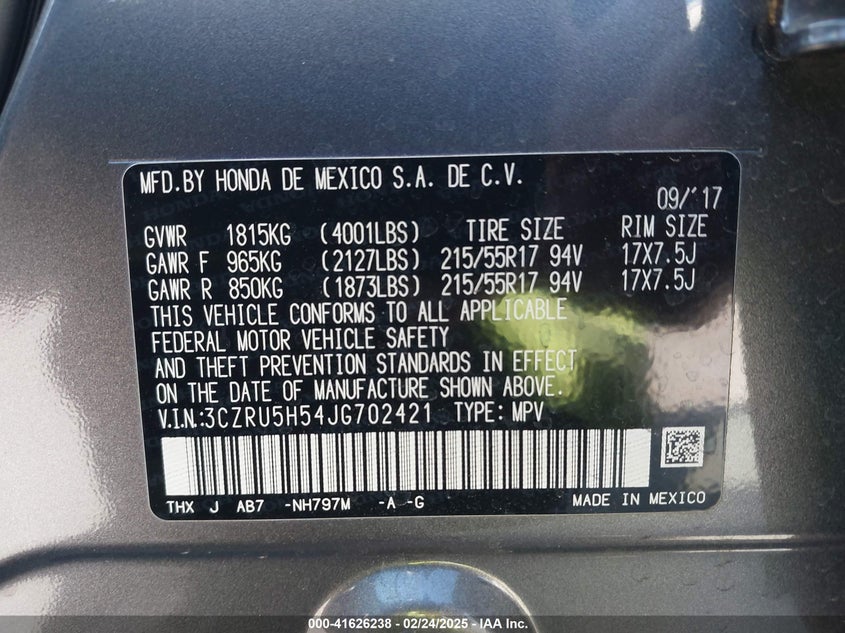 MFD.BY HONDA DE MEXICO S.A. DE C.V.
09/'17
GVWR 1815KG (4001LBS) TIRE SIZE RIM SIZE
GAWR F 965KG (2127LBS) 215/55R17 94V 17X7.5J
GAWR R 850KG (1873LBS) 215/55R17 94V 17X7.5J
THIS VEHICLE CONFORMS TO ALL APPLICABLE
FEDERAL MOTOR VEHICLE SAFETY
AND THEFT PREVENTION STANDARDS IN EFFECT
ON THE DATE OF MANUFACTURE SHOWN ABOVE.
V.I.N.:3CZRU5H54JG702421 TYPE: MPV
THX J AB7 -NH797M -A -G MADE IN MEXICO
000-41626238 - 02/24/2025 - IAA Inc.